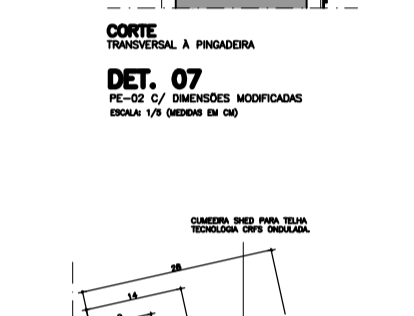 CORTE
TRANSVERSAL À PINGADEIRA
DET. 07
PE-02 C/ DIMENSÕES MODIFICADAS
ESCALA: 1/5 (MEDIDAS EM CM)
CUMEEIRA SHED PARA TELHA
TECNOLOGIA CRFS ONDULADA.
28
14